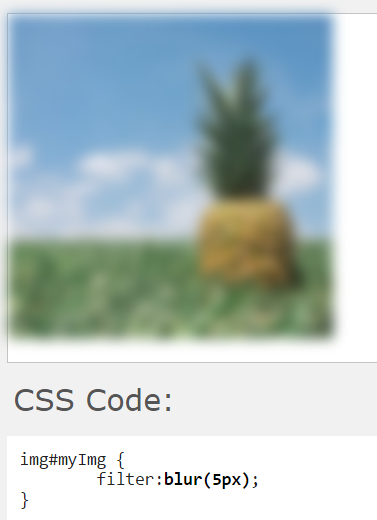 CSS Code:
img#myImg {
filter:blur(5px);
}